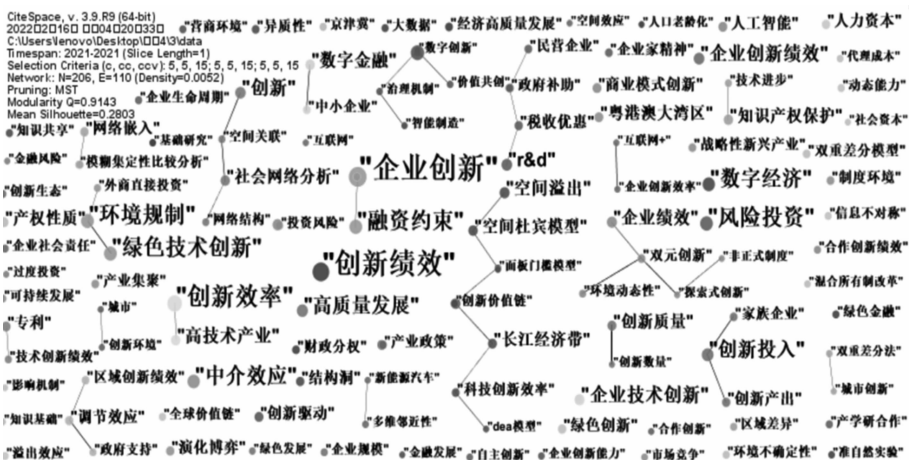 CiteSpace, v. 3.9.R9 (64-bit)
2022□2□16□ □□4□20□33□
C:\Users\lenovo\Desktop\□□4\3\data
Timespan: 2021-2021 (Slice Length=1)
Selection Criteria (c, cc, ccv): 5, 5, 15; 5, 5, 15; 5, 5, 15
Network: N=206, E=110 (Density=0.0052)
Pruning: MST
Modularity Q=0.9143
Mean Silhouette=0.2803
"营商环境"
"异质性"
"京津冀"
"大数据"
"经济高质量发展"
"空间效应"
"人口老龄化"
"人工智能"
"人力资本"
"数字金融"
"数字创新"
"民营企业"
"企业家精神"
"企业创新绩效"
"代理成本"
"企业生命周期"
"创新"
"中小企业"
"治理机制"
"价值共创"
"政府补助"
"商业模式创新"
"技术进步"
"动态能力"
"知识共享"
"网络嵌入"
"基础研究"
"空间关联"
"互联网"
"智能制造"
"税收优惠"
"粤港澳大湾区"
"知识产权保护"
"社会资本"
"金融风险"
"模糊集定性比较分析"
"社会网络分析"
"企业创新"
"r&d"
"互联网+"
"战略性新兴产业"
"双重差分模型"
"创新生态"
"外商直接投资"
"空间溢出"
"企业创新效率"
"数字经济"
"制度环境"
"产权性质"
"环境规制"
"网络结构"
"投资风险"
"融资约束"
"空间杜宾模型"
"企业绩效"
"风险投资"
"信息不对称"
"企业社会责任"
"绿色技术创新"
"创新绩效"
"面板门槛模型"
"双元创新"
"非正式制度"
"合作创新绩效"
"过度投资"
"产业集聚"
"可持续发展"
"城市"
"创新效率"
"高质量发展"
"创新价值链"
"环境动态性"
"探索式创新"
"混合所有制改革"
"专利"
"高技术产业"
"创新质量"
"家族企业"
"绿色金融"
"技术创新绩效"
"创新环境"
"财政分权"
"产业政策"
"长江经济带"
"创新数量"
"创新投入"
"双重差分法"
"影响机制"
"区域创新绩效"
"中介效应"
"结构洞"
"新能源汽车"
"科技创新效率"
"企业技术创新"
"创新产出"
"城市创新"
"知识基础"
"调节效应"
"全球价值链"
"创新驱动"
"多维邻近性"
"dea模型"
"绿色创新"
"合作创新"
"区域差异"
"产学研合作"
"溢出效应"
"政府支持"
"演化博弈"
"绿色发展"
"企业规模"
"金融发展"
"自主创新"
"企业创新能力"
"市场竞争"
"环境不确定性"
"准自然实验"